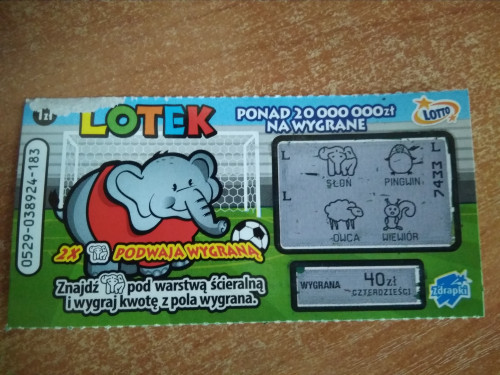 1zł
LOTEK
PONAD 20 000 000zł
NA WYGRANE
LOTTO
0529-038924-183
L
L
L
7433
SŁOŃ PINGWIN
OWCA WIEWIÓR
2X PODWAJA WYGRANĄ
Znajdź pod warstwą ścieralną
i wygraj kwotę z pola wygrana.
WYGRANA 40zł
CZTERDZIEŚCI
Zdrapki